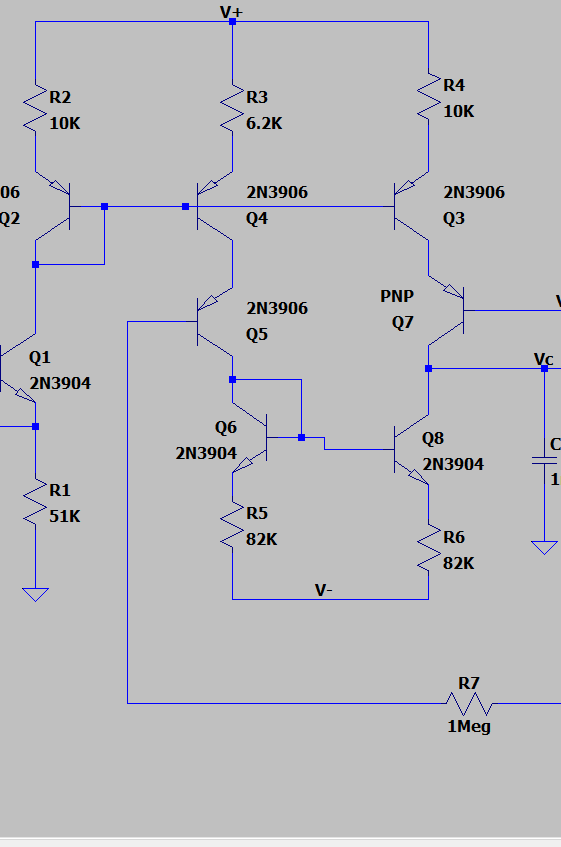 V+
R2
10K
R3
6.2K
R4
10K
06
Q2
2N3906
Q4
2N3906
Q3
2N3906
Q5
PNP
Q7
V
Q1
2N3904
Vc
Q6
2N3904
Q8
2N3904
C
1
R1
51K
R5
82K
R6
82K
V-
R7
1Meg